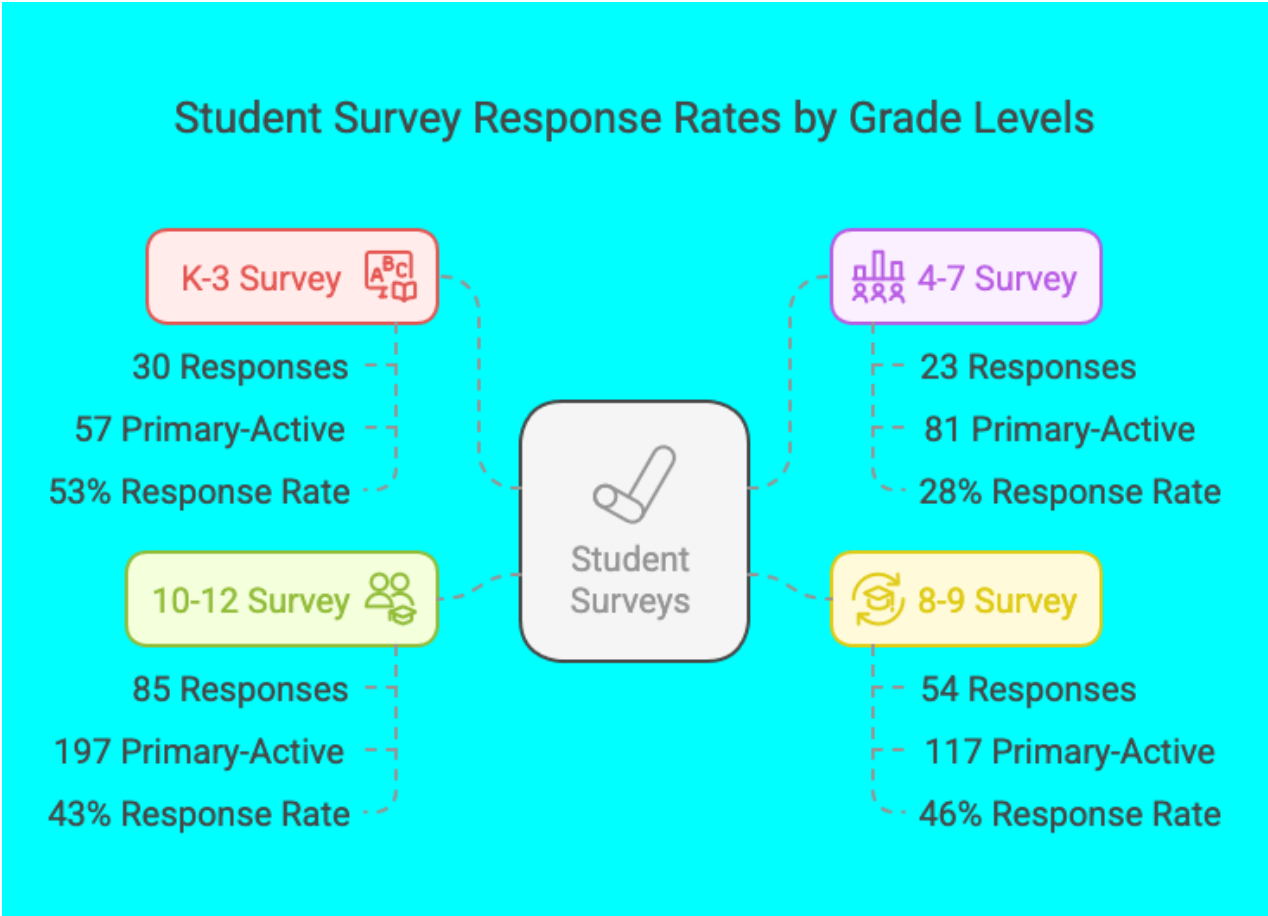 Student Survey Response Rates by Grade Levels
K-3 Survey
A B C
Z
30 Responses
57 Primary-Active
53% Response Rate
4-7 Survey
23 Responses
81 Primary-Active
28% Response Rate
Student
Surveys
10-12 Survey
85 Responses
197 Primary-Active
43% Response Rate
8-9 Survey
54 Responses
117 Primary-Active
46% Response Rate